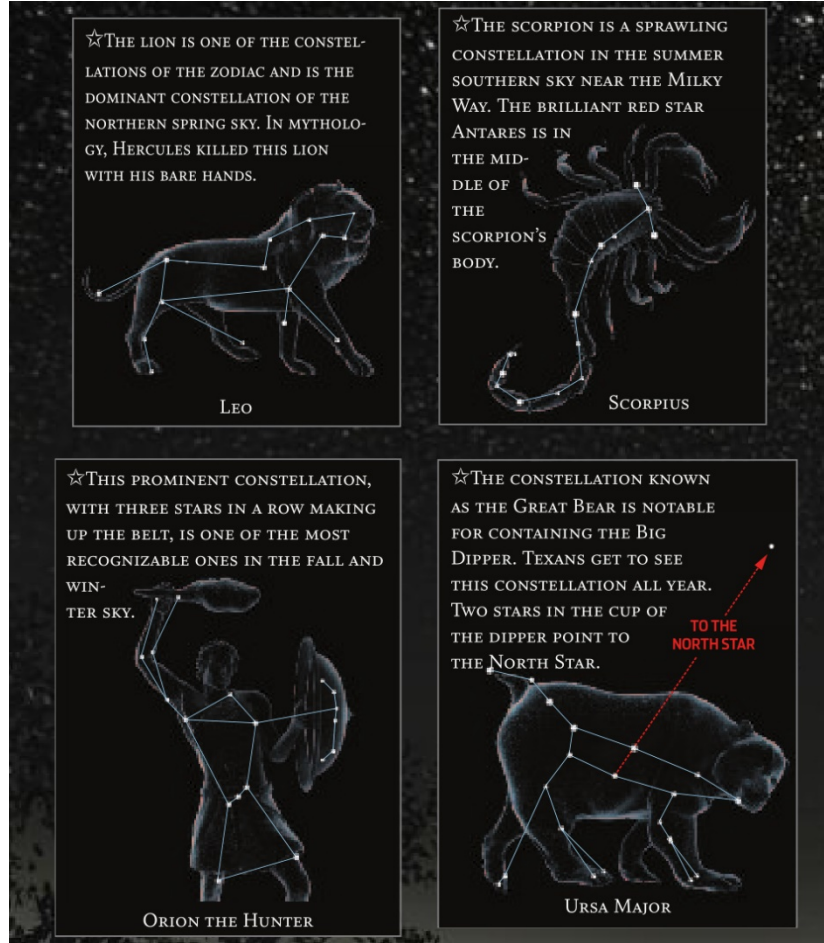 ☆The lion is one of the constel-
lations of the zodiac and is the
dominant constellation of the
northern spring sky. In mytholo-
gy, Hercules killed this lion
with his bare hands.
Leo
☆The scorpion is a sprawling
constellation in the summer
southern sky near the Milky
Way. The brilliant red star
Antares is in
the mid-
dle of
the
scorpion's
body.
Scorpius
☆This prominent constellation,
with three stars in a row making
up the belt, is one of the most
recognizable ones in the fall and
win-
ter sky.
Orion the Hunter
☆The constellation known
as the Great Bear is notable
for containing the Big
Dipper. Texans get to see
this constellation all year.
Two stars in the cup of
the dipper point to
the North Star.
TO THE
NORTH STAR
Ursa Major